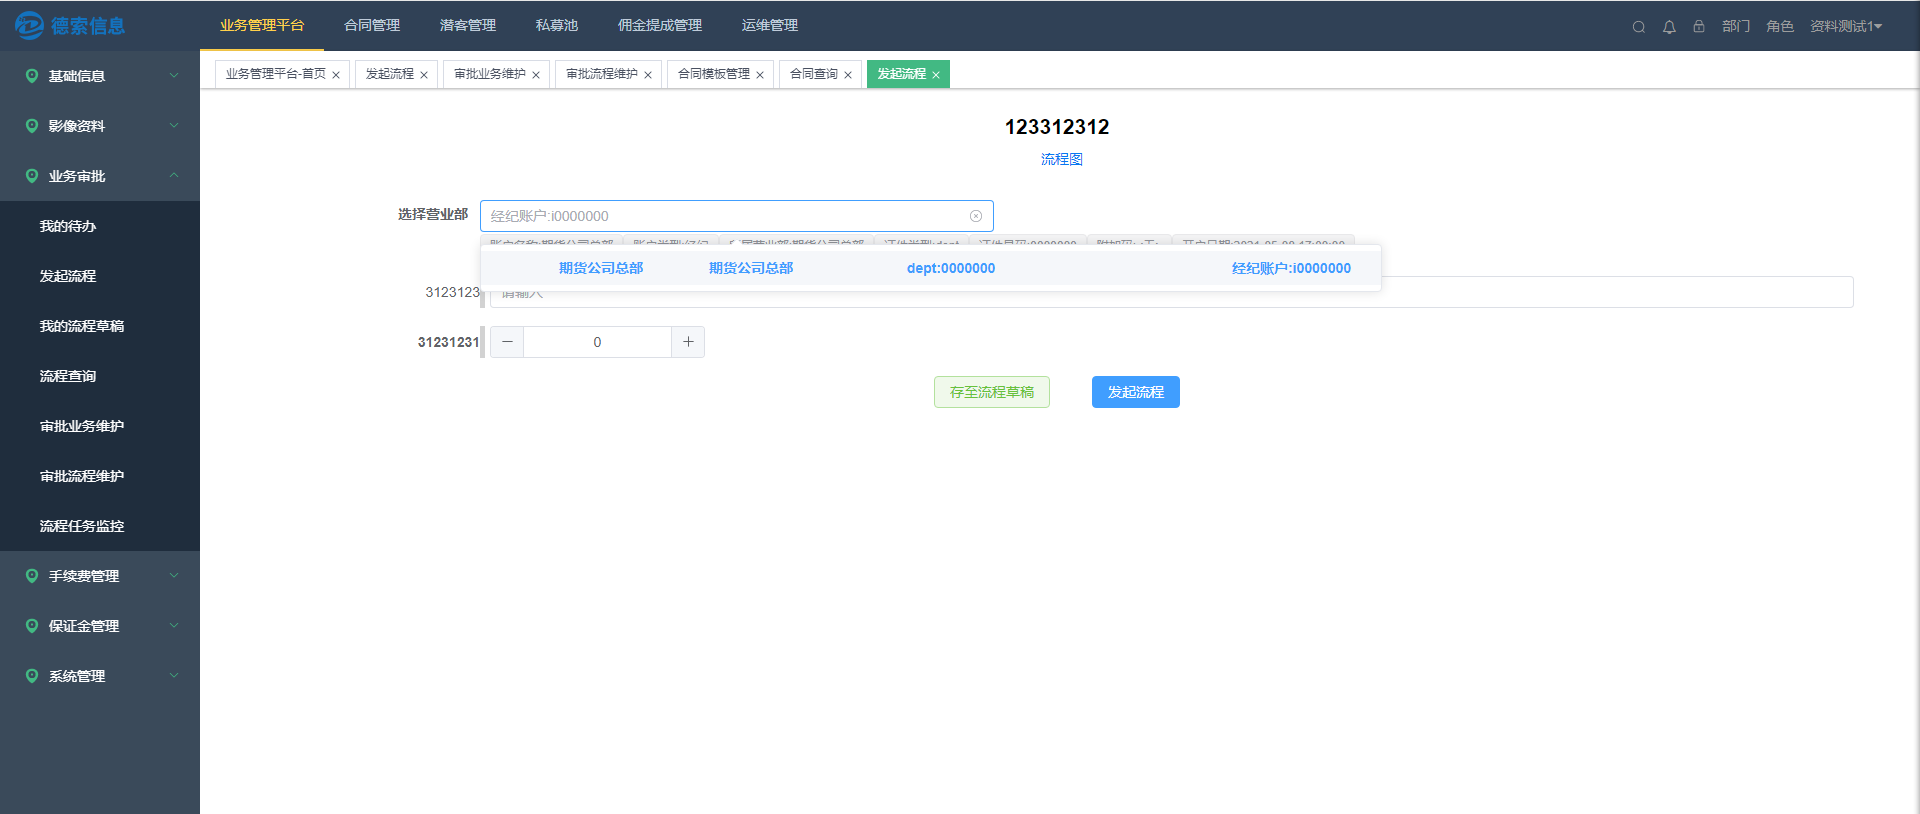 德索信息
业务管理平台 合同管理 潜客管理 私募池 佣金提成管理 运维管理
部门 角色 资料测试1
业务管理平台-首页 发起流程 审批业务维护 审批流程维护 合同模板管理 合同查询 发起流程
基础信息
影像资料
业务审批
我的待办
发起流程
我的流程草稿
流程查询
审批业务维护
审批流程维护
流程任务监控
手续费管理
保证金管理
系统管理
123312312
流程图
选择营业部 经纪账户:i0000000
期货公司总部 期货公司总部 dept:0000000 经纪账户:i0000000
3123123 请输入
31231231 0
存至流程草稿 发起流程